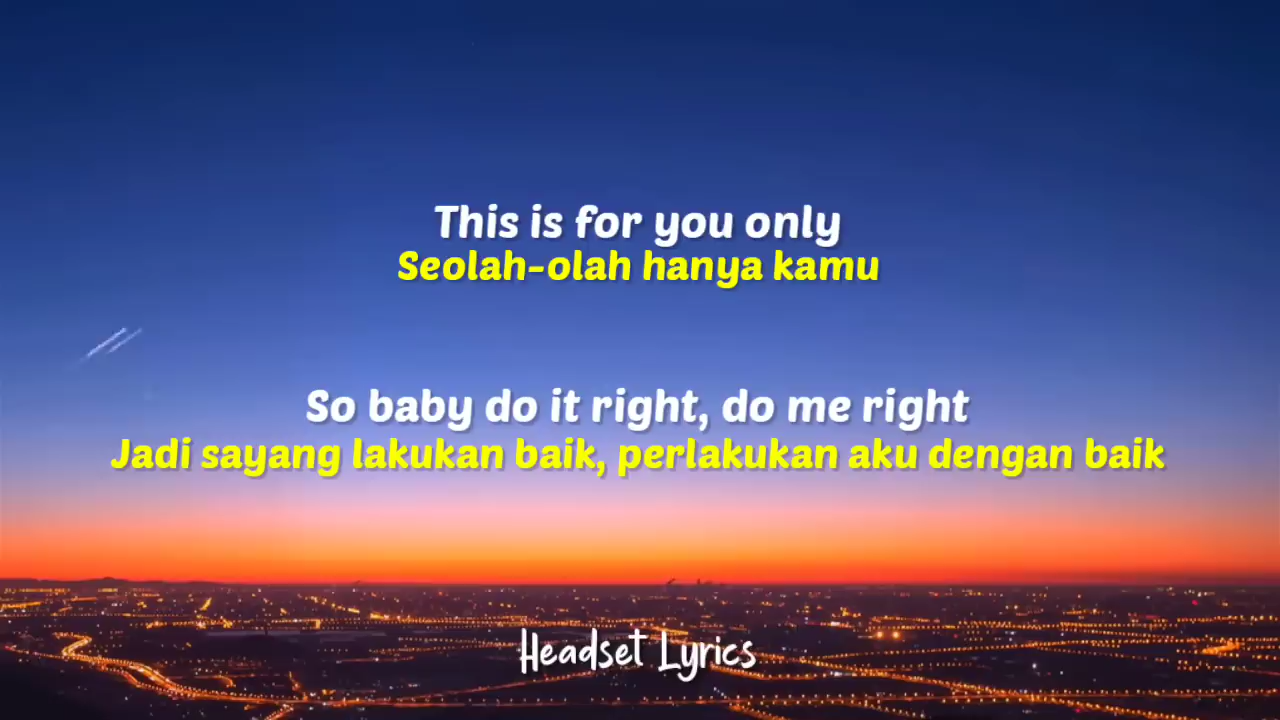 This is for you only
Seolah-olah hanya kamu
So baby do it right, do me right
Jadi sayang lakukan baik, perlakukan aku dengan baik
Headset Lyrics